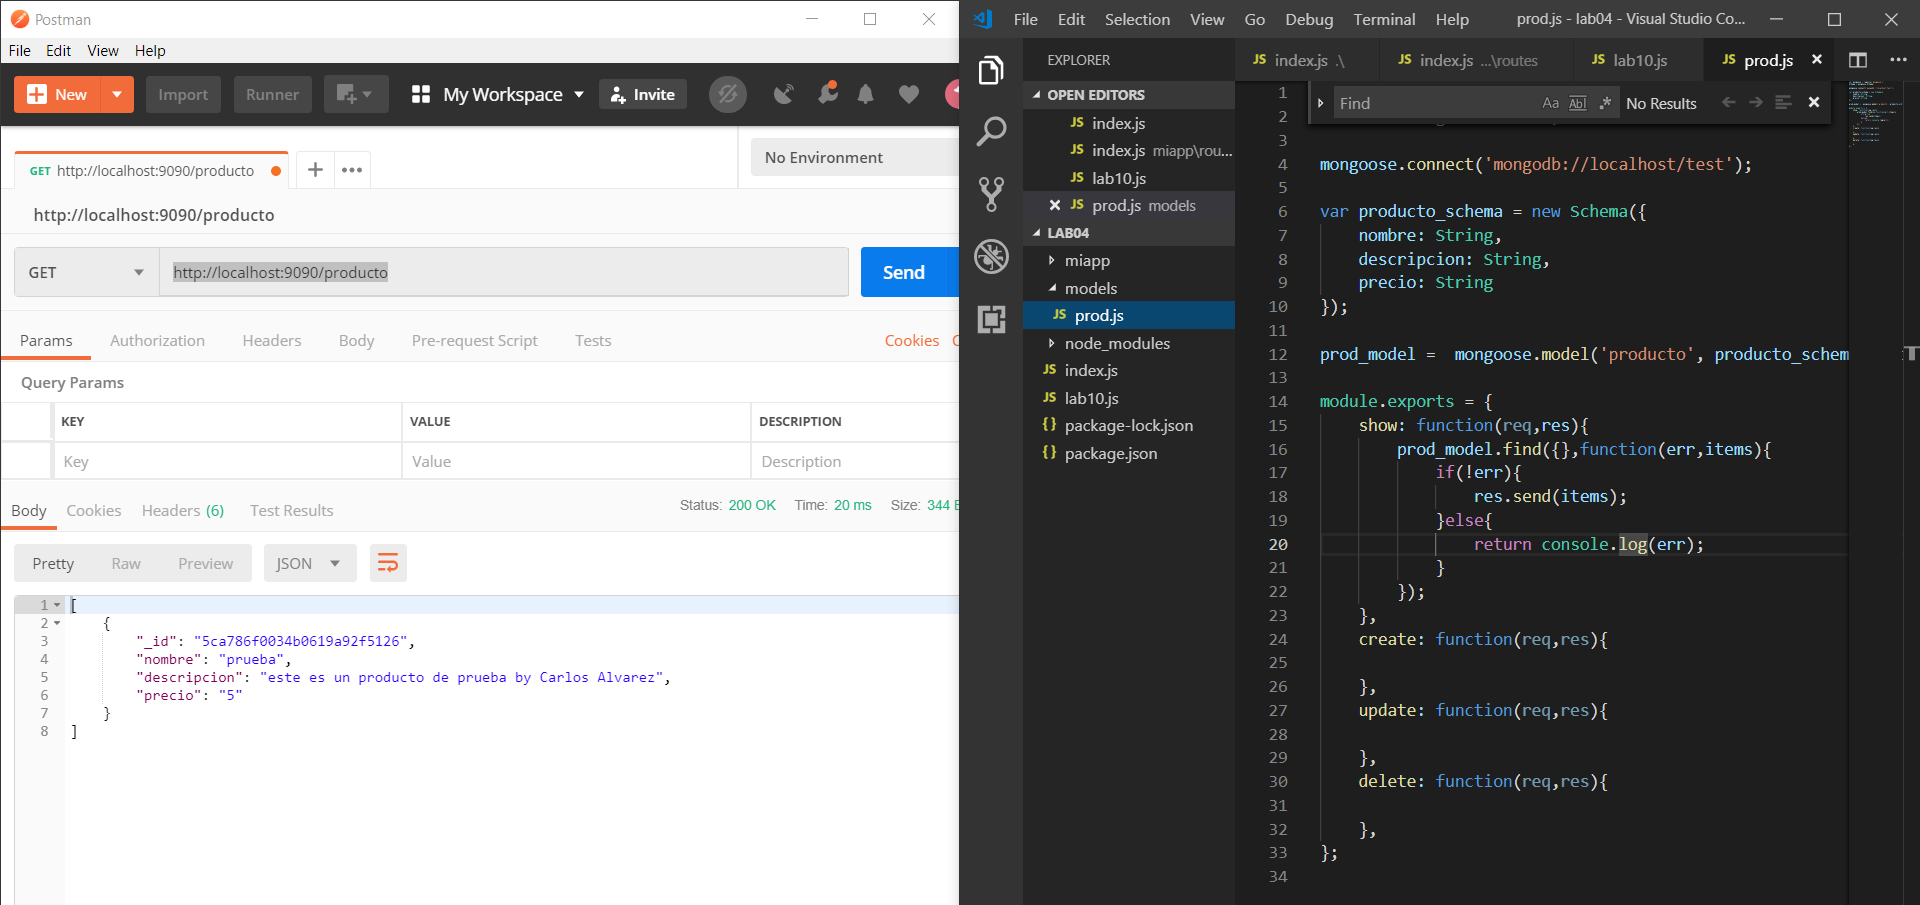 Postman
File Edit View Help
New Import Runner My Workspace Invite
GET http://localhost:9090/producto
No Environment
http://localhost:9090/producto
GET http://localhost:9090/producto Send
Params Authorization Headers Body Pre-request Script Tests Cookies
Query Params
KEY VALUE DESCRIPTION
Key Value Description
Body Cookies Headers (6) Test Results Status: 200 OK Time: 20 ms Size: 344
Pretty Raw Preview JSON
1 [
2 {
3 "_id": "5ca786f0034b0619a92f5126",
4 "nombre": "prueba",
5 "descripcion": "este es un producto de prueba by Carlos Alvarez",
6 "precio": "5"
7 }
8 ]
File Edit Selection View Go Debug Terminal Help prod.js - lab04 - Visual Studio Co...
EXPLORER
OPEN EDITORS
JS index.js
JS index.js miapp\rou...
JS lab10.js
JS prod.js models
LAB04
miapp
models
JS prod.js
node_modules
JS index.js
JS lab10.js
{} package-lock.json
{} package.json
JS index.js .\ JS index.js ...\routes JS lab10.js JS prod.js
Find Aa Abl .* No Results
1
2
3
4 mongoose.connect('mongodb://localhost/test');
5
6 var producto_schema = new Schema({
7 nombre: String,
8 descripcion: String,
9 precio: String
10 });
11
12 prod_model = mongoose.model('producto', producto_schem
13
14 module.exports = {
15 show: function(req,res){
16 prod_model.find({},function(err,items){
17 if(!err){
18 res.send(items);
19 }else{
20 return console.log(err);
21 }
22 });
23 },
24 create: function(req,res){
25
26 },
27 update: function(req,res){
28
29 },
30 delete: function(req,res){
31
32 },
33 };
34